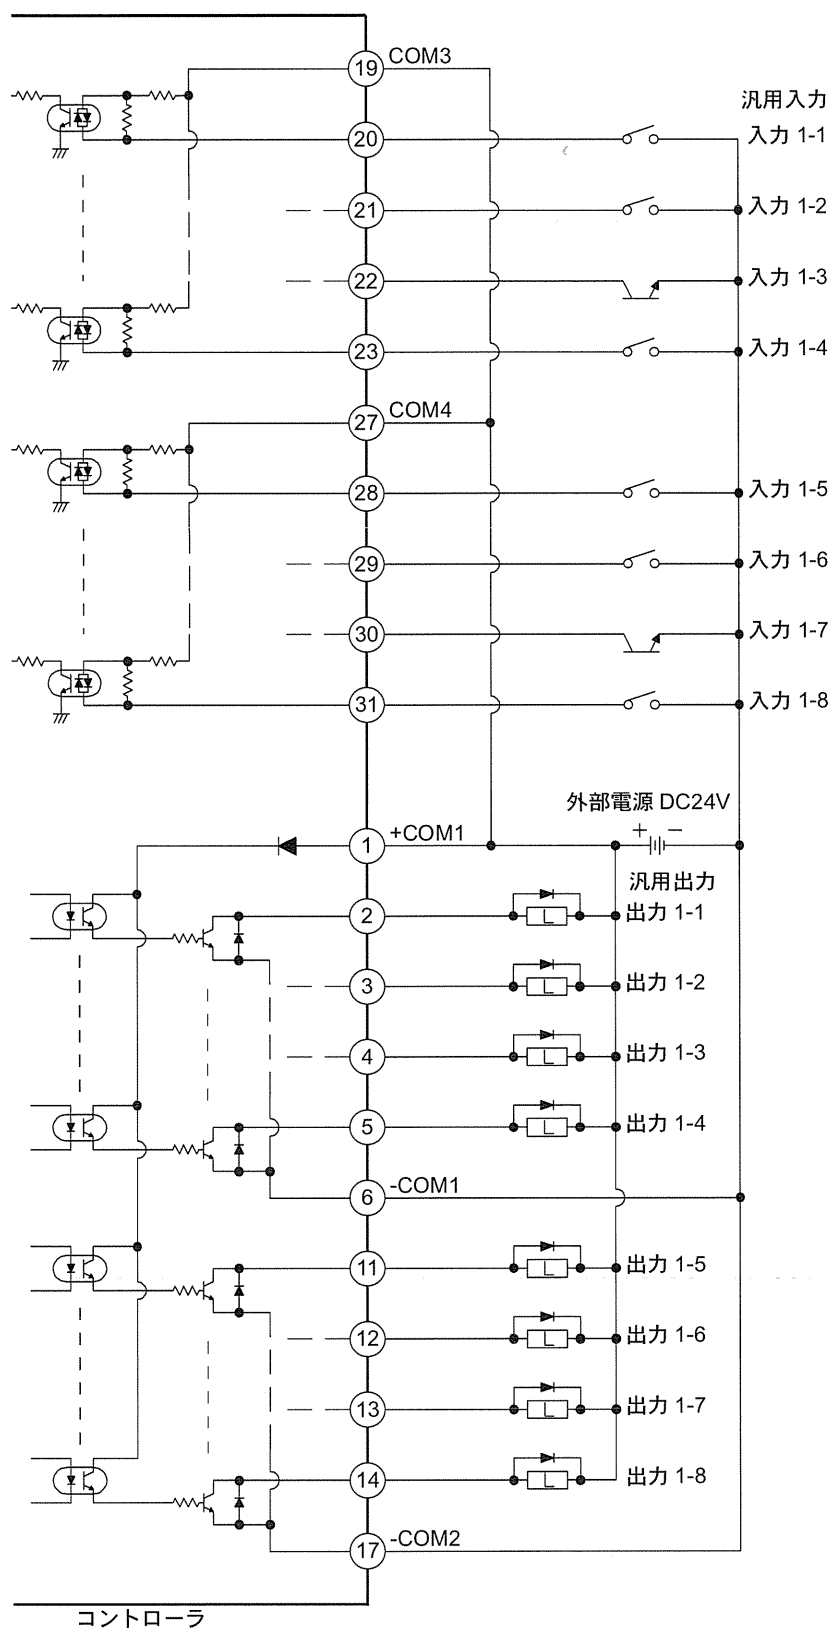 19 COM3
汎用入力
20 入力 1-1
21 入力 1-2
22 入力 1-3
23 入力 1-4
27 COM4
28 入力 1-5
29 入力 1-6
30 入力 1-7
31 入力 1-8
外部電源 DC24V
1 +COM1 + −
汎用出力
2 L 出力 1-1
3 L 出力 1-2
4 L 出力 1-3
5 L 出力 1-4
6 -COM1
11 L 出力 1-5
12 L 出力 1-6
13 L 出力 1-7
14 L 出力 1-8
17 -COM2
コントローラ